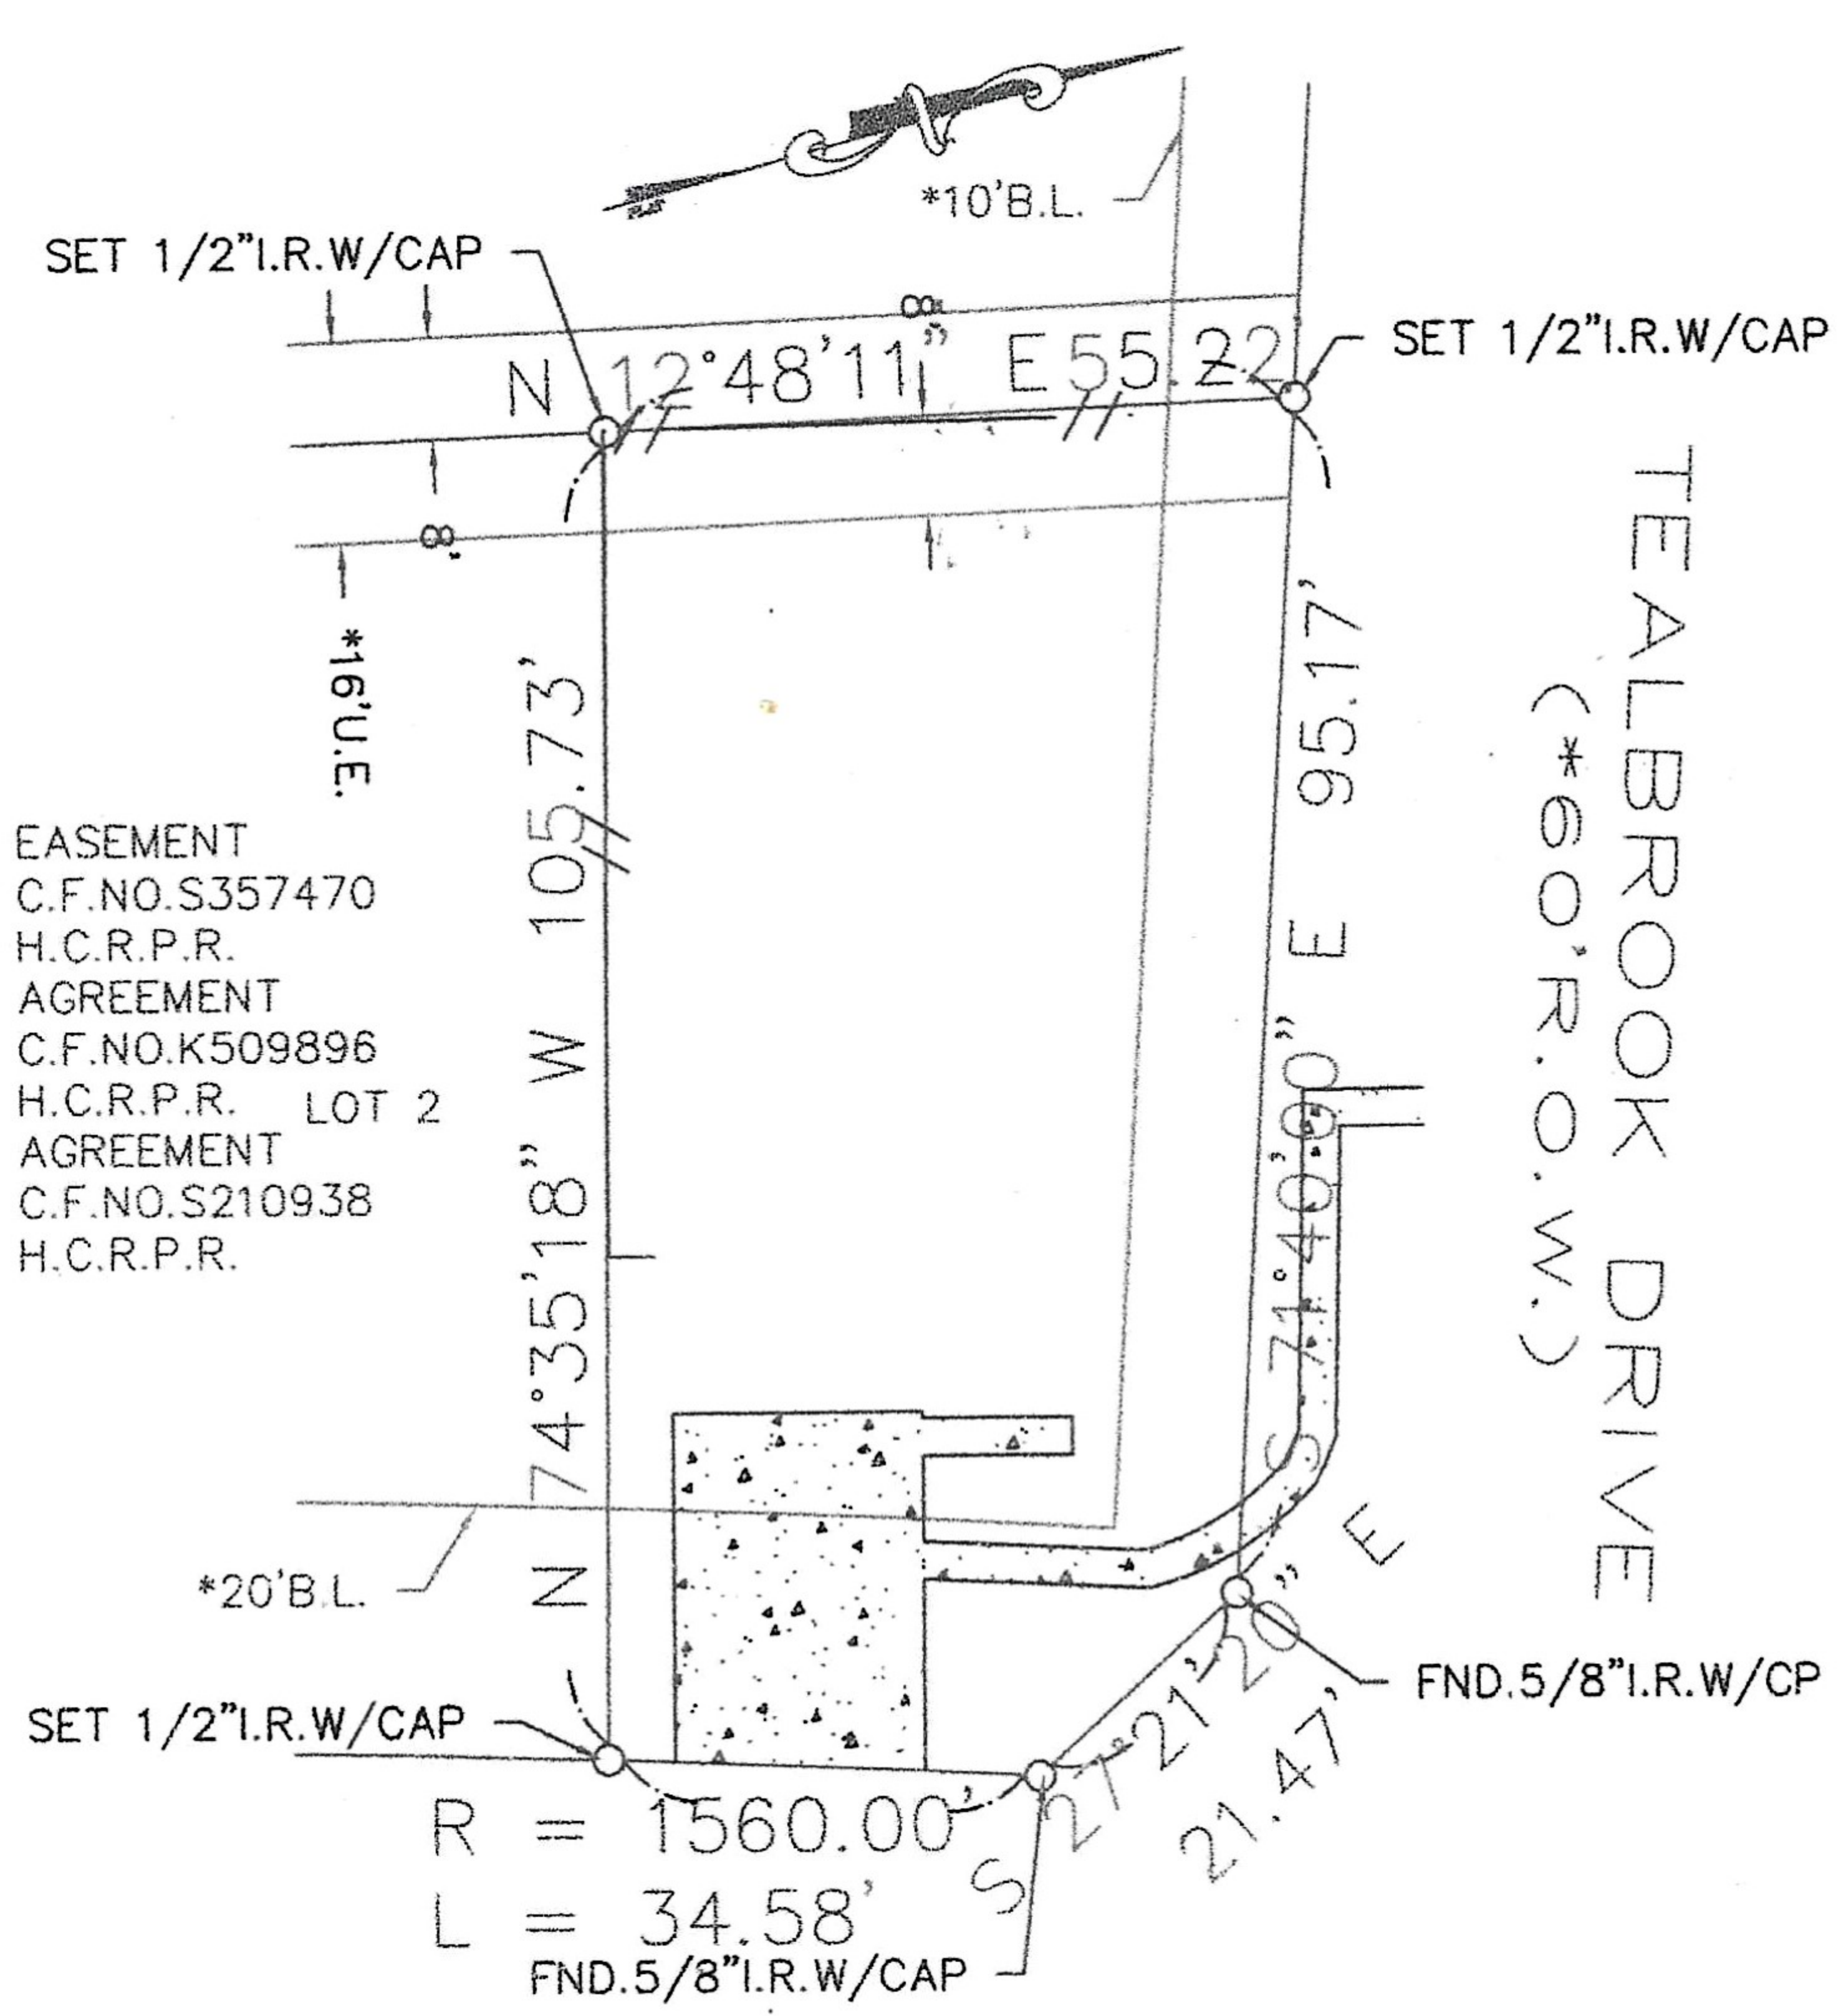 *10'B.L.
SET 1/2"I.R.W/CAP
8'
N 12°48'11" E 55.22
SET 1/2"I.R.W/CAP
8'
*16'U.E.
TEALBROOK DRIVE
(*60'R.O.W.)
S 71°40'00" E 95.17'
N 74°35'18" W 105.73'
EASEMENT
C.F.NO.S357470
H.C.R.P.R.
AGREEMENT
C.F.NO.K509896
H.C.R.P.R.
LOT 2
AGREEMENT
C.F.NO.S210938
H.C.R.P.R.
*20'B.L.
SET 1/2"I.R.W/CAP
FND.5/8"I.R.W/CP
S 27°21'20" E
21.47'
R = 1560.00'
L = 34.58'
FND.5/8"I.R.W/CAP